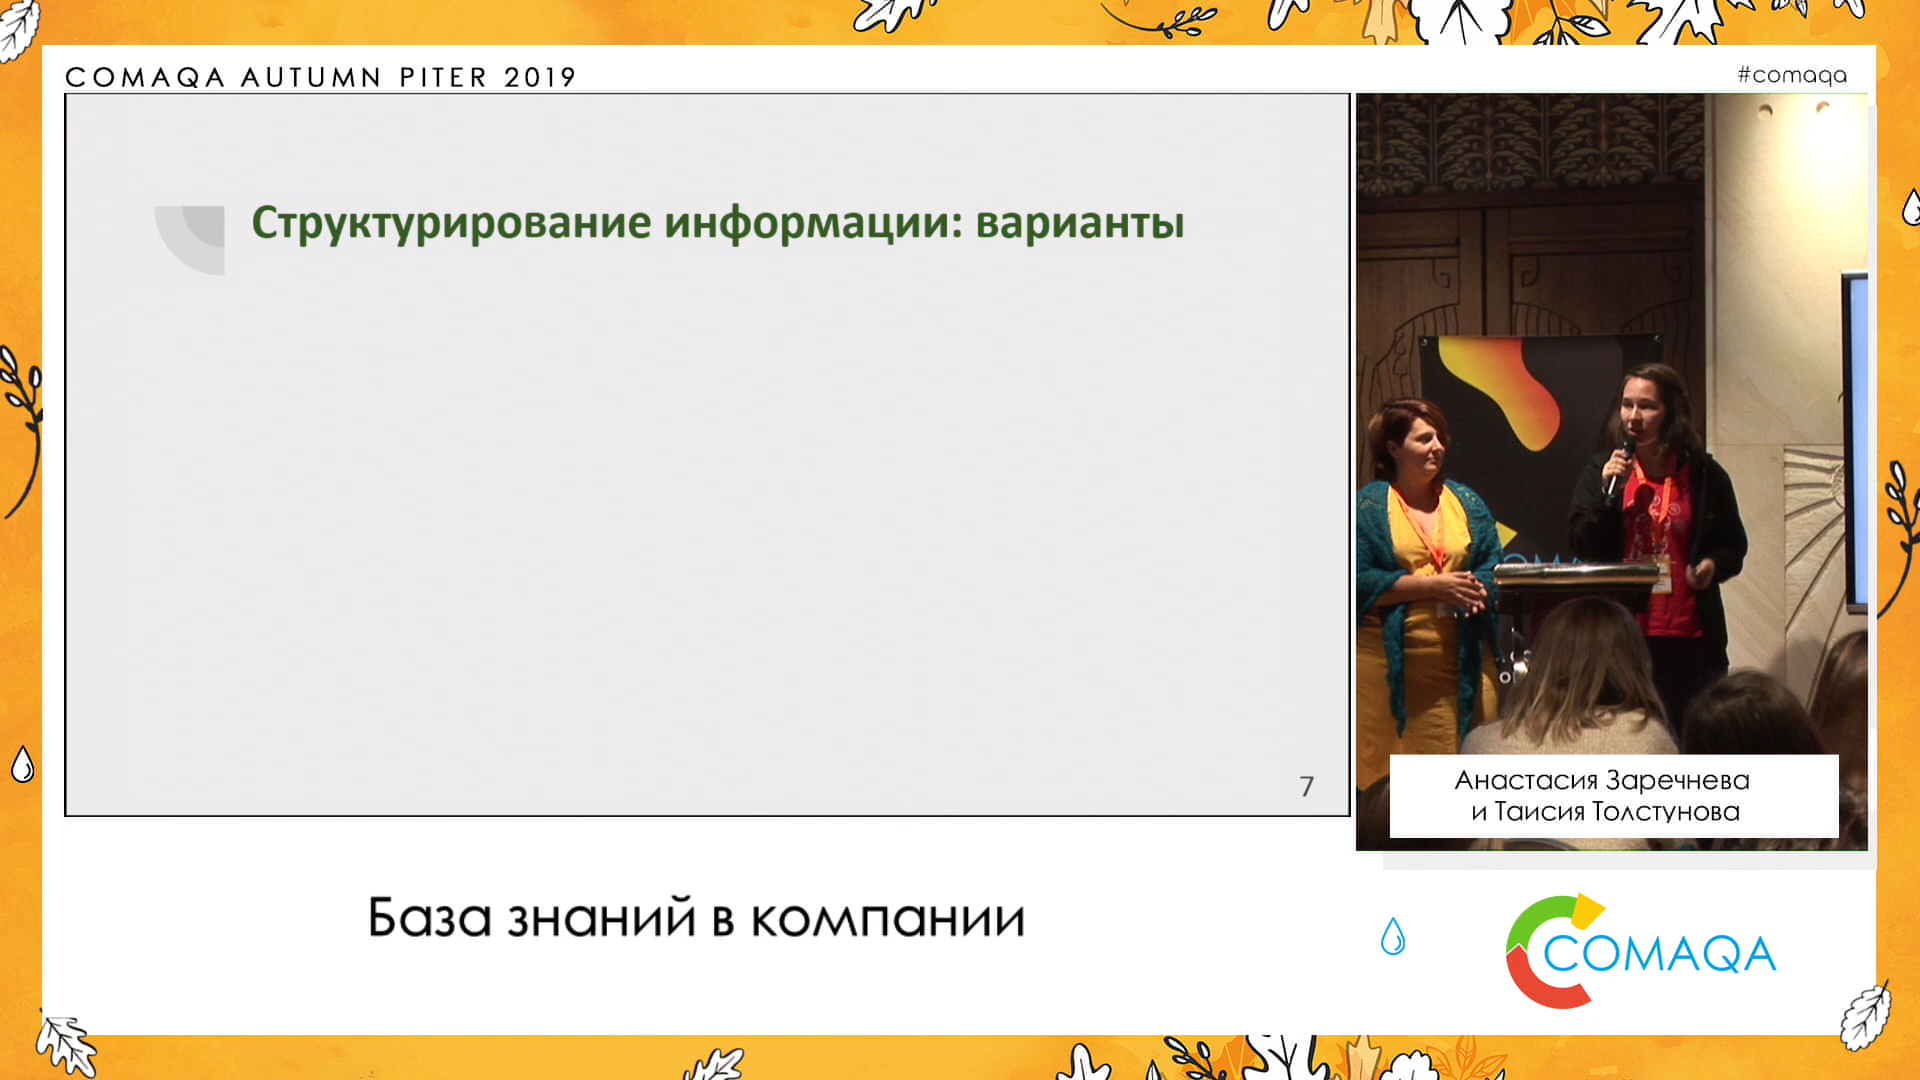 COMAQA AUTUMN PITER 2019
#comaqa
Структурирование информации: варианты
7
Анастасия Заречнева
и Таисия Толстунова
База знаний в компании
COMAQA